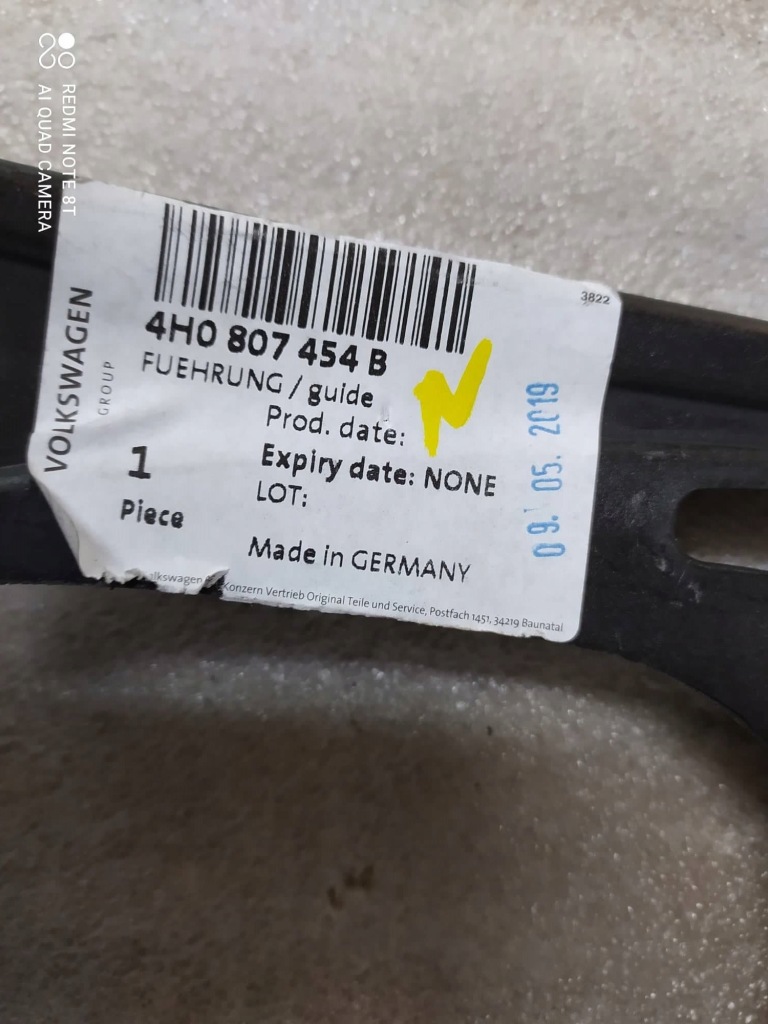 REDMI NOTE 8T
AI QUAD CAMERA
VOLKSWAGEN
GROUP
3822
4H0 807 454 B
FUEHRUNG / guide
Prod. date:
Expiry date: NONE
LOT:
1
Piece
Made in GERMANY
09. 05. 2019
Konzern Vertrieb Original Teile und Service, Postfach 1451, 34219 Baunatal